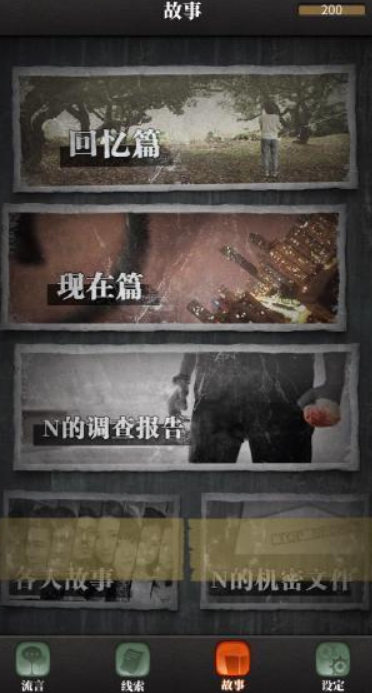 故事
200
回忆篇
现在篇
N的调查报告
各人故事
N的机密文件
流言
线索
故事
设定